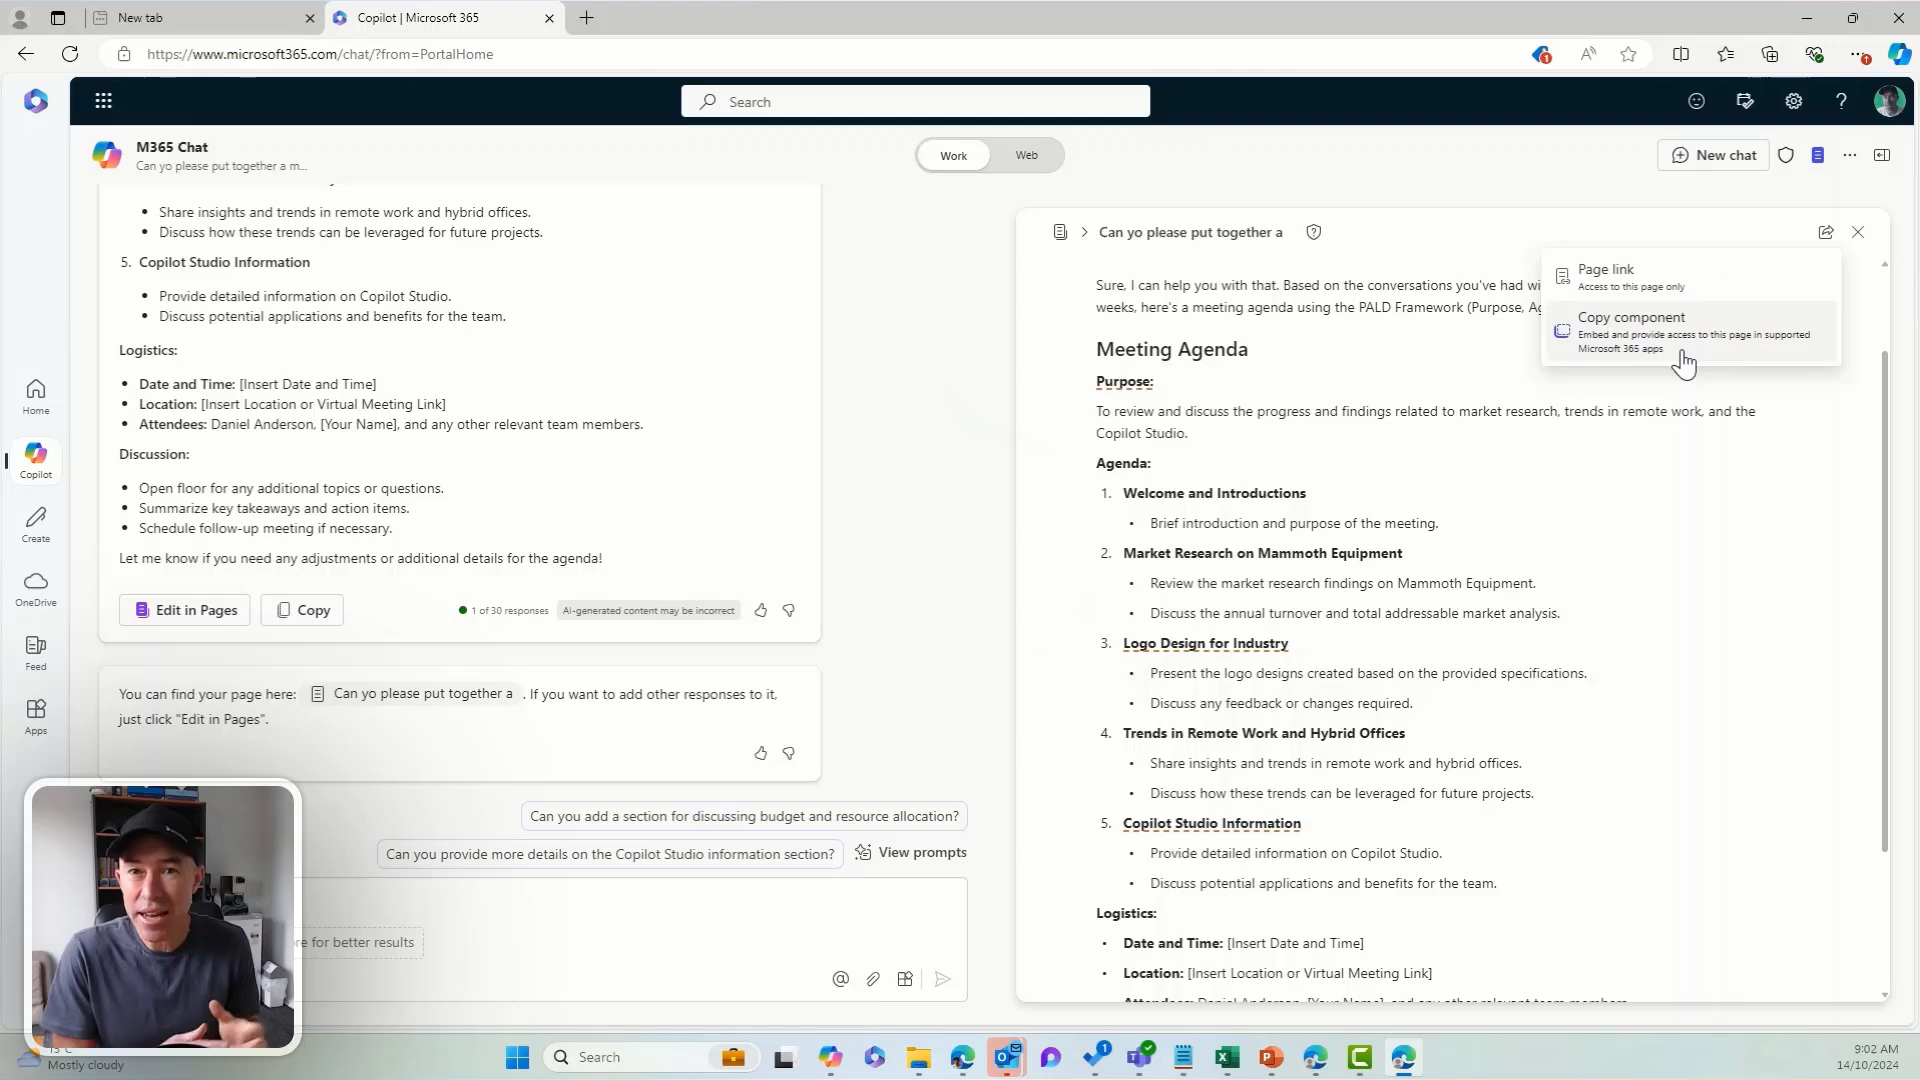 New tab
Copilot | Microsoft 365
https://www.microsoft365.com/chat/?from=PortalHome
Search
M365 Chat
Can yo please put together a m...
Work
Web
New chat
Share insights and trends in remote work and hybrid offices.
Discuss how these trends can be leveraged for future projects.
5. Copilot Studio Information
Provide detailed information on Copilot Studio.
Discuss potential applications and benefits for the team.
Logistics:
Date and Time: [Insert Date and Time]
Location: [Insert Location or Virtual Meeting Link]
Attendees: Daniel Anderson, [Your Name], and any other relevant team members.
Discussion:
Open floor for any additional topics or questions.
Summarize key takeaways and action items.
Schedule follow-up meeting if necessary.
Let me know if you need any adjustments or additional details for the agenda!
Edit in Pages
Copy
1 of 30 responses
AI-generated content may be incorrect
You can find your page here: Can yo please put together a . If you want to add other responses to it,
just click "Edit in Pages".
Can you add a section for discussing budget and resource allocation?
Can you provide more details on the Copilot Studio information section?
View prompts
re for better results
Home
Copilot
Create
OneDrive
Feed
Apps
Can yo please put together a
Page link
Access to this page only
Copy component
Embed and provide access to this page in supported
Microsoft 365 apps
Sure, I can help you with that. Based on the conversations you've had wi
weeks, here's a meeting agenda using the PALD Framework (Purpose, Ag
Meeting Agenda
Purpose:
To review and discuss the progress and findings related to market research, trends in remote work, and the
Copilot Studio.
Agenda:
1. Welcome and Introductions
Brief introduction and purpose of the meeting.
2. Market Research on Mammoth Equipment
Review the market research findings on Mammoth Equipment.
Discuss the annual turnover and total addressable market analysis.
3. Logo Design for Industry
Present the logo designs created based on the provided specifications.
Discuss any feedback or changes required.
4. Trends in Remote Work and Hybrid Offices
Share insights and trends in remote work and hybrid offices.
Discuss how these trends can be leveraged for future projects.
5. Copilot Studio Information
Provide detailed information on Copilot Studio.
Discuss potential applications and benefits for the team.
Logistics:
Date and Time: [Insert Date and Time]
Location: [Insert Location or Virtual Meeting Link]
Attendees: Daniel Anderson, [Your Name], and any other relevant team members.
15°C
Mostly cloudy
Search
9:02 AM
14/10/2024